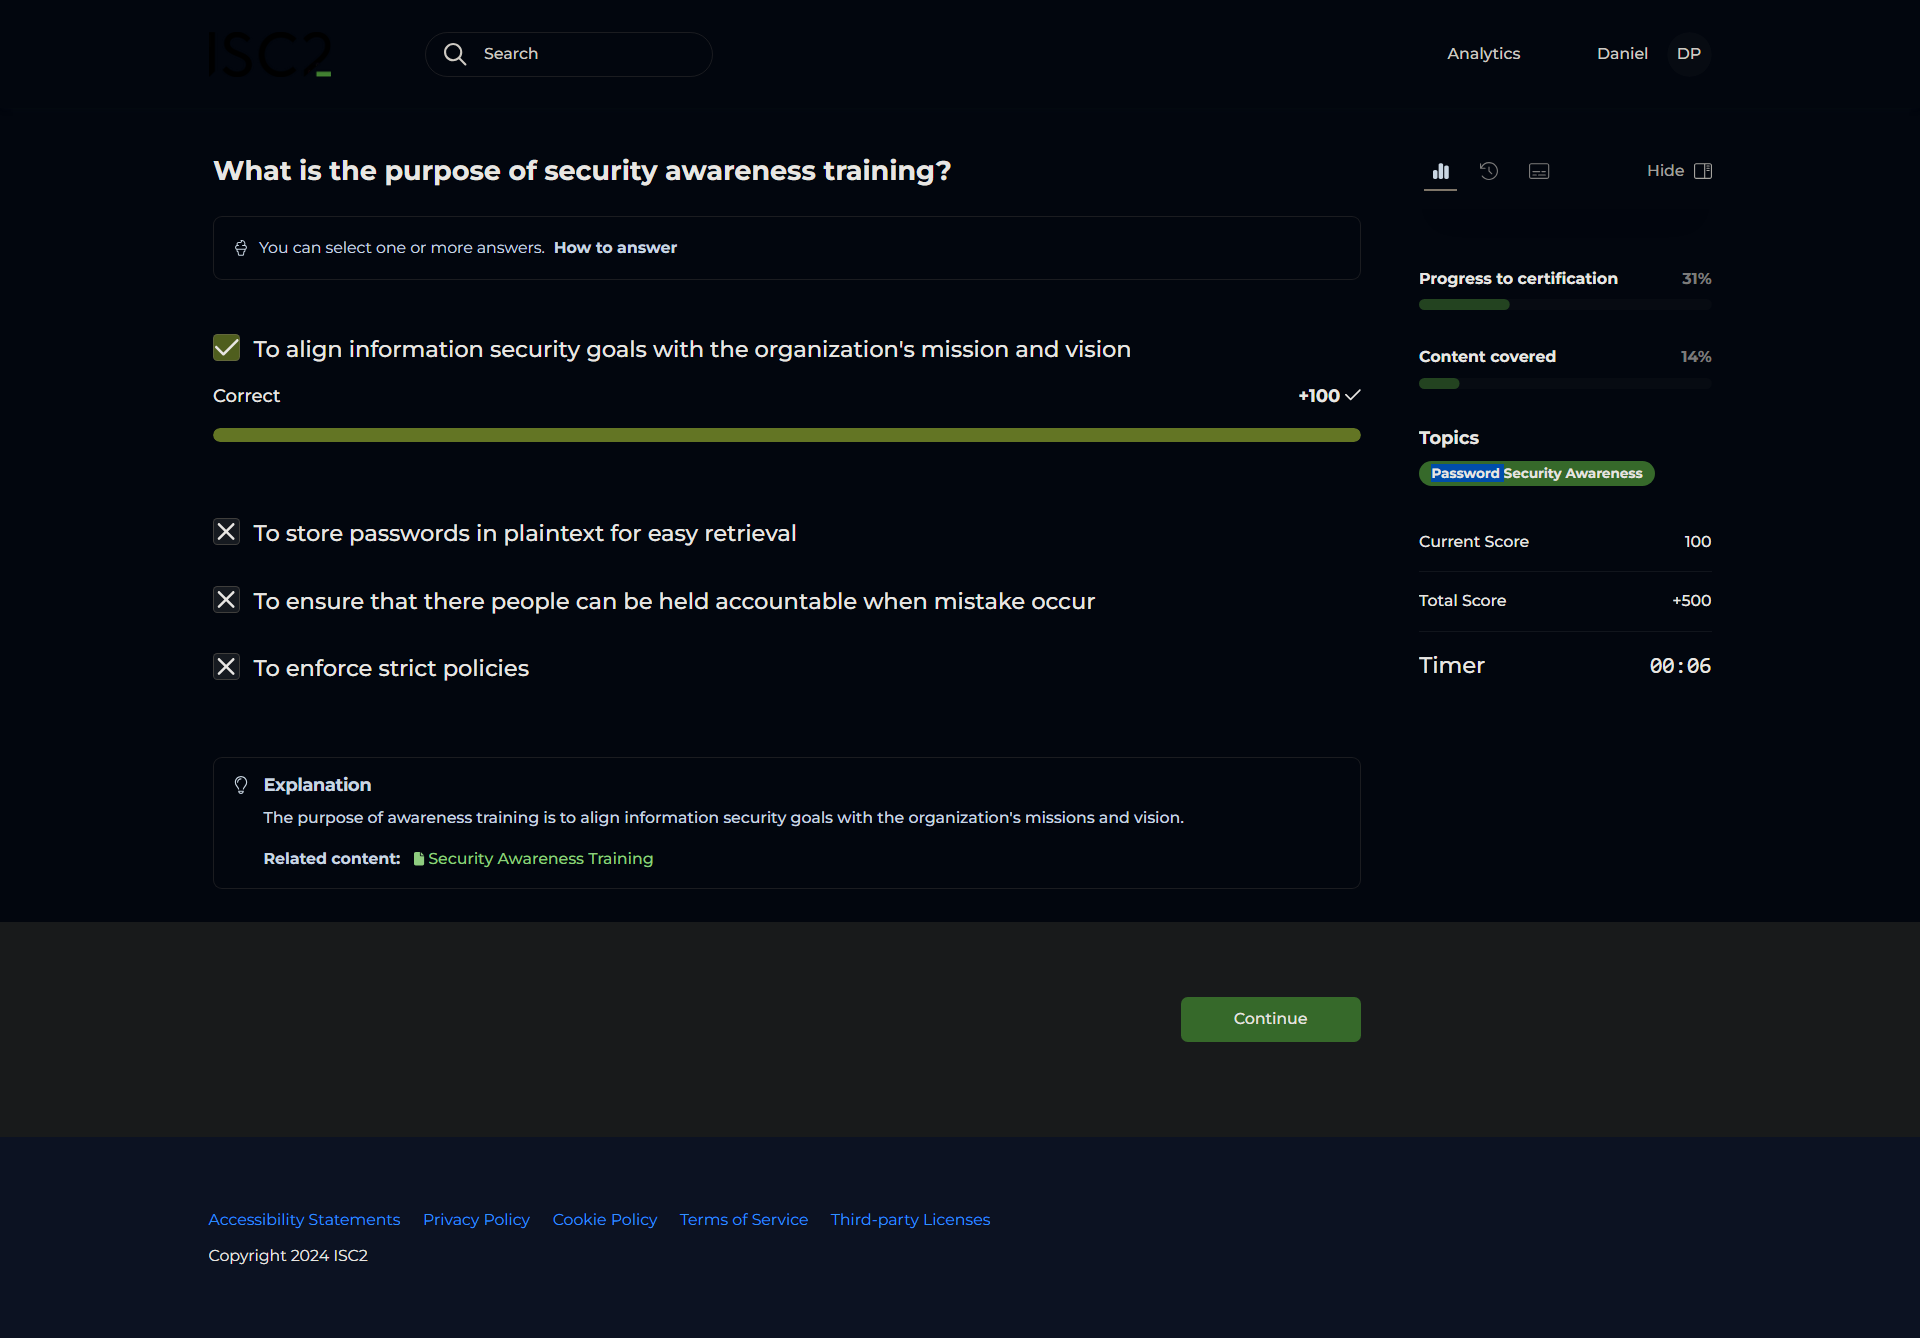 ISC2
Search
Analytics
Daniel
DP
What is the purpose of security awareness training?
Hide
You can select one or more answers. How to answer
Progress to certification 31%
To align information security goals with the organization's mission and vision
Content covered 14%
Correct +100
Topics
Password Security Awareness
To store passwords in plaintext for easy retrieval
Current Score 100
To ensure that there people can be held accountable when mistake occur
Total Score +500
To enforce strict policies
Timer 00:06
Explanation
The purpose of awareness training is to align information security goals with the organization's missions and vision.
Related content: Security Awareness Training
Continue
Accessibility Statements Privacy Policy Cookie Policy Terms of Service Third-party Licenses
Copyright 2024 ISC2